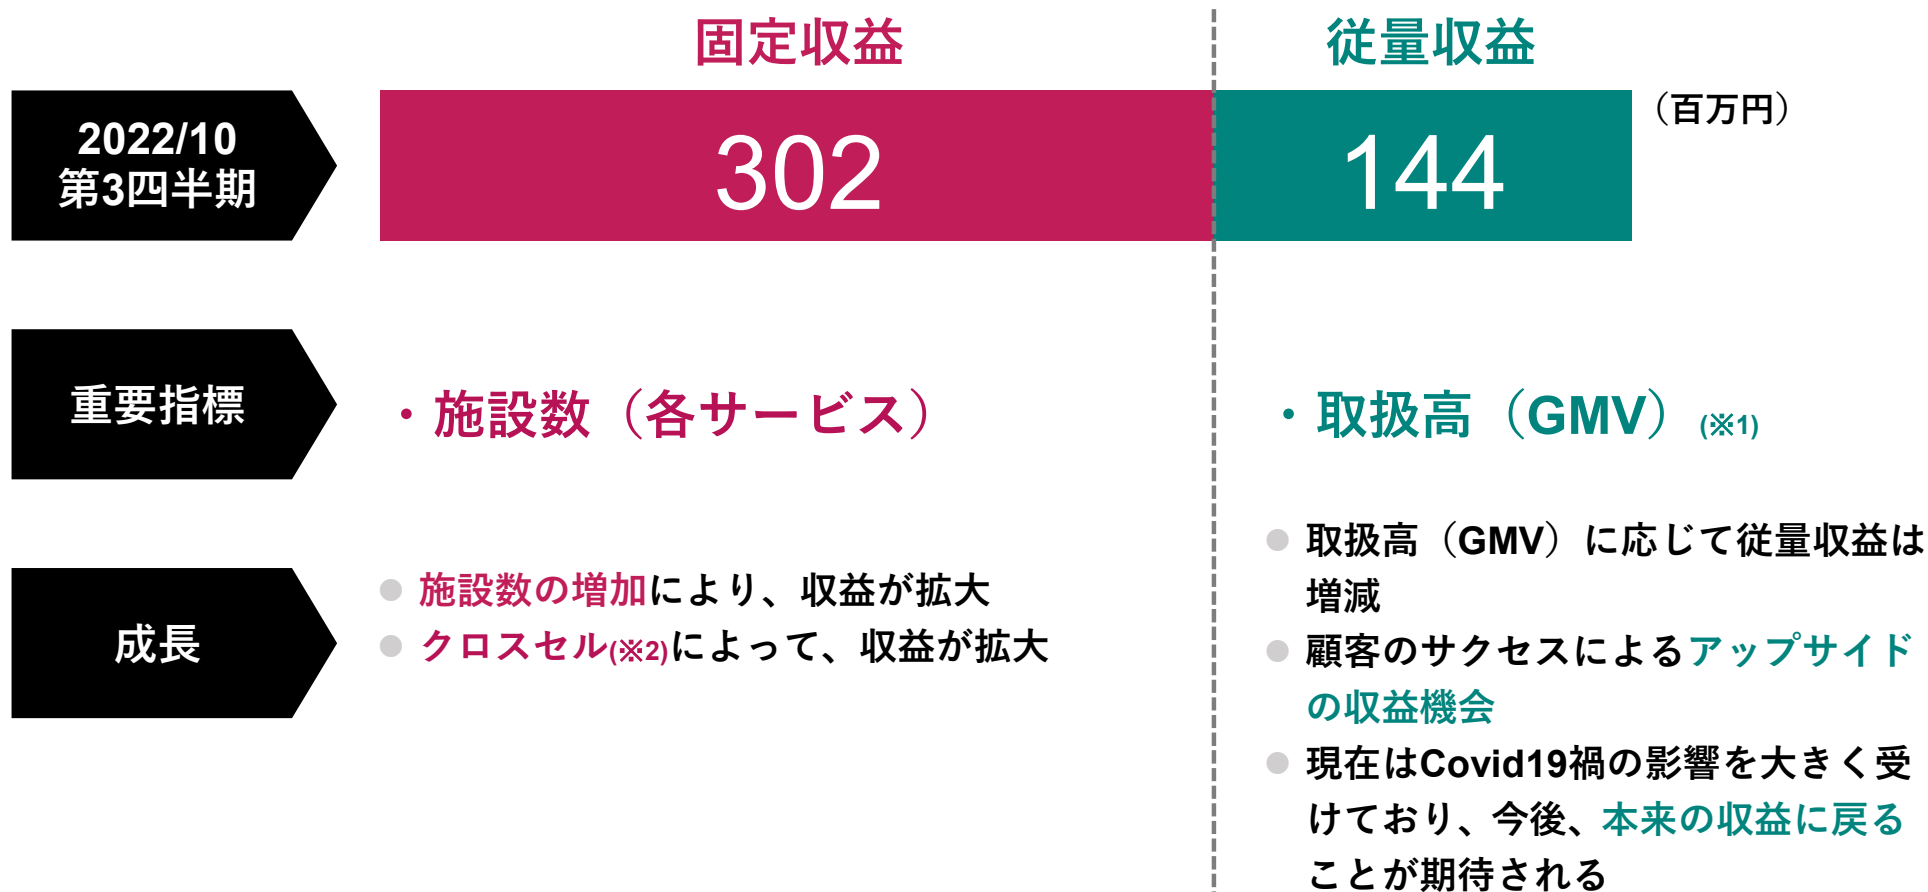 固定収益
従量収益
2022/10
第3四半期
302
144
（百万円）
重要指標
・施設数（各サービス）
・取扱高（GMV）(※1)
成長
施設数の増加により、収益が拡大
クロスセル(※2)によって、収益が拡大
取扱高（GMV）に応じて従量収益は
増減
顧客のサクセスによるアップサイド
の収益機会
現在はCovid19禍の影響を大きく受
けており、今後、本来の収益に戻る
ことが期待される